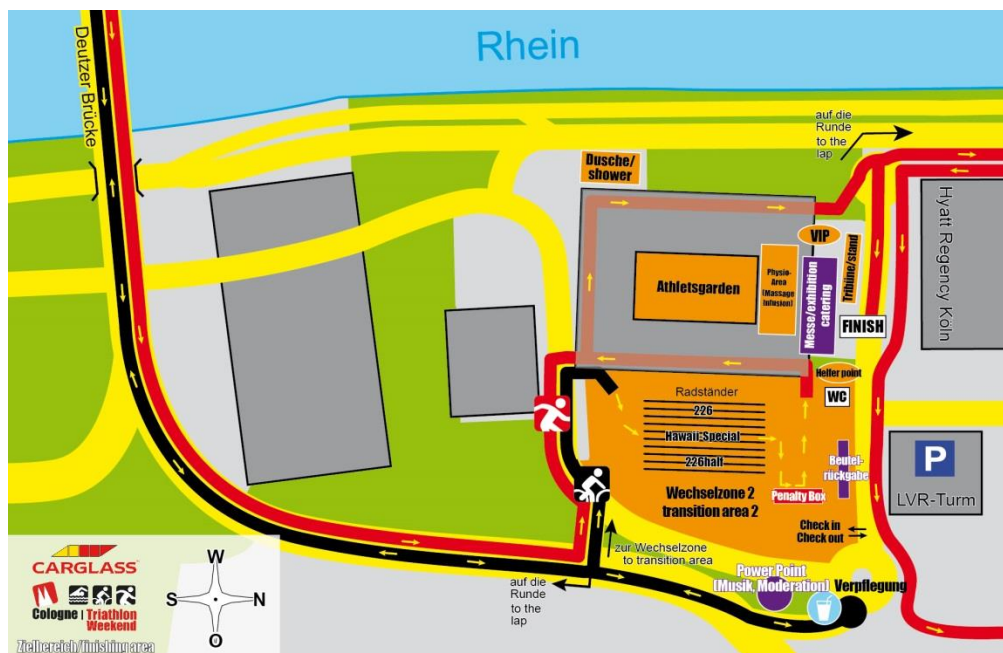 Rhein
Deutzer Brücke
auf die
Runde
to the
lap
Dusche/
shower
VIP
Tribüne/stand
Hyatt Regency Köln
Athletsgarden
Physio-
Area
(Massage
Infusion)
Messe/exhibition
catering
FINISH
Helfer point
WC
Radständer
226
Hawaii-Special
226half
Beutel-
rückgabe
P
LVR-Turm
Penalty Box
Wechselzone 2
transition area 2
Check in
Check out
zur Wechselzone
to transition area
auf die
Runde
to the
lap
Power Point
(Musik, Moderation)
Verpflegung
CARGLASS®
Cologne | Triathlon
Weekend
Zielbereich/finishing area
W
S N
O